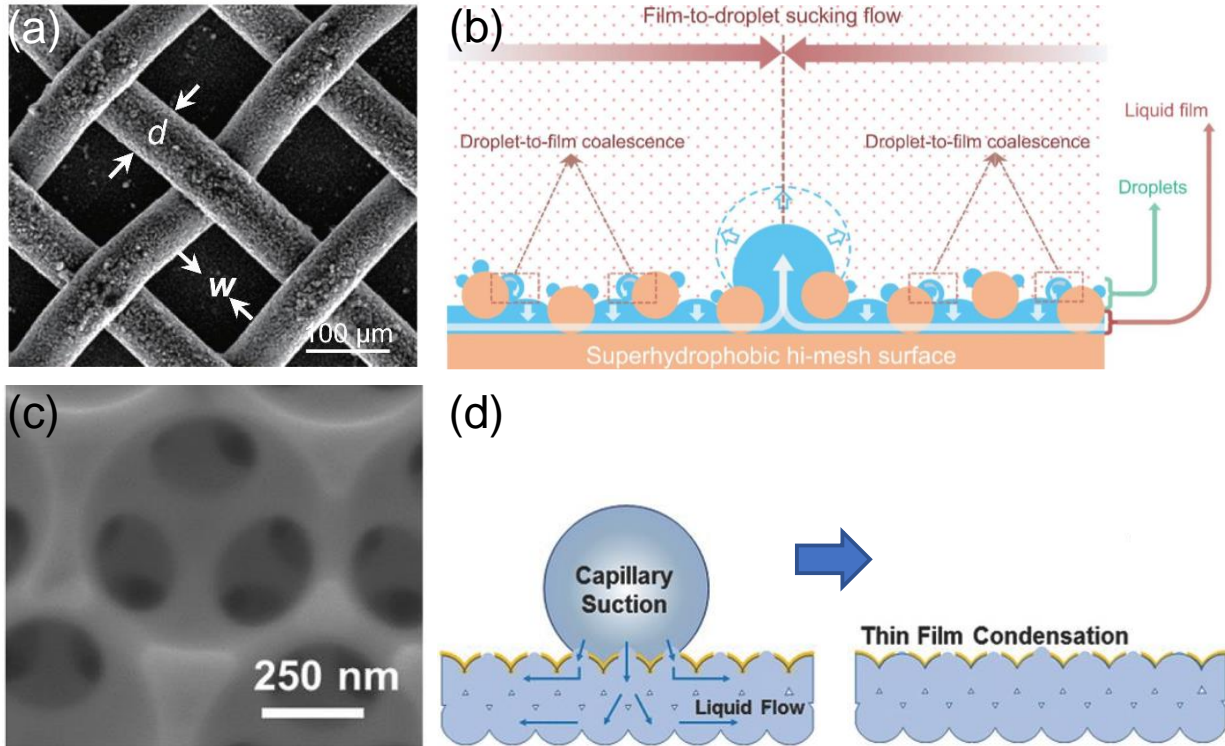 (a)
d
w
100 μm
(b)
Film-to-droplet sucking flow
Droplet-to-film coalescence
Droplet-to-film coalescence
Liquid film
Droplets
Superhydrophobic hi-mesh surface
(c)
250 nm
(d)
Capillary
Suction
Liquid Flow
Thin Film Condensation